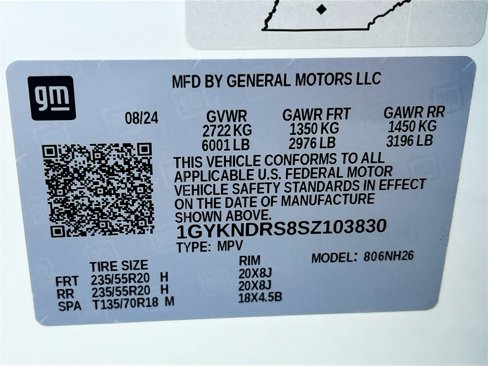 gm
MFD BY GENERAL MOTORS LLC
08/24 GVWR GAWR FRT GAWR RR
2722 KG 1350 KG 1450 KG
6001 LB 2976 LB 3196 LB
THIS VEHICLE CONFORMS TO ALL
APPLICABLE U.S. FEDERAL MOTOR
VEHICLE SAFETY STANDARDS IN EFFECT
ON THE DATE OF MANUFACTURE
SHOWN ABOVE.
1GYKNDRS8SZ103830
TYPE: MPV
TIRE SIZE RIM MODEL: 806NH26
FRT 235/55R20 H 20X8J
RR 235/55R20 H 20X8J
SPA T135/70R18 M 18X4.5B